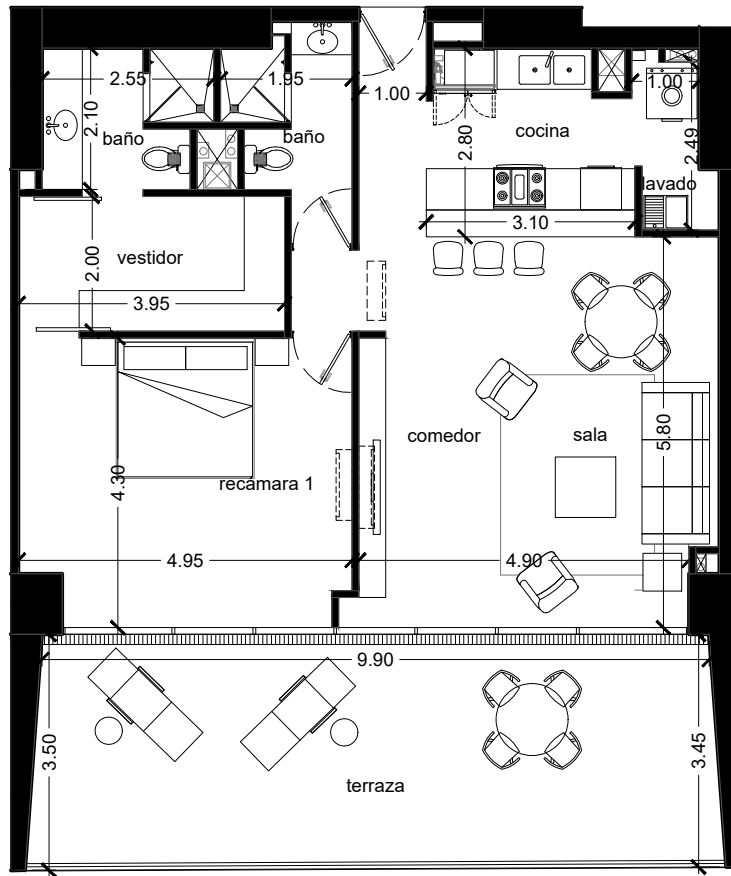 2.55
1.95
1.00
1.00
2.10
baño
baño
2.80
cocina
2.49
lavado
3.10
vestidor
2.00
3.95
comedor
sala
5.80
4.30
recámara 1
4.95
4.90
9.90
3.50
3.45
terraza